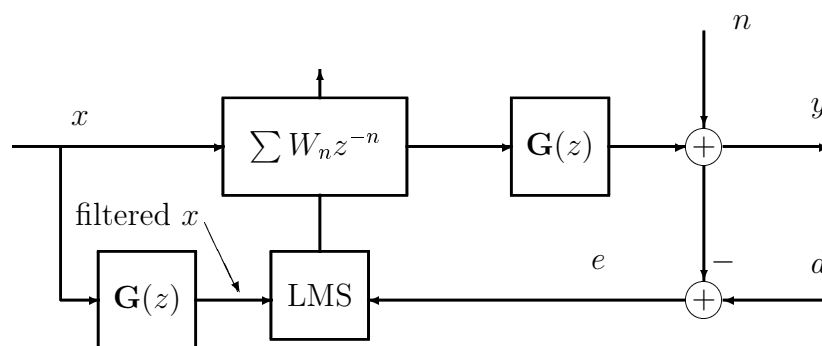 n
x
y
∑ W_n z^{-n}
G(z)
+
filtered x
e
−
G(z)
LMS
+